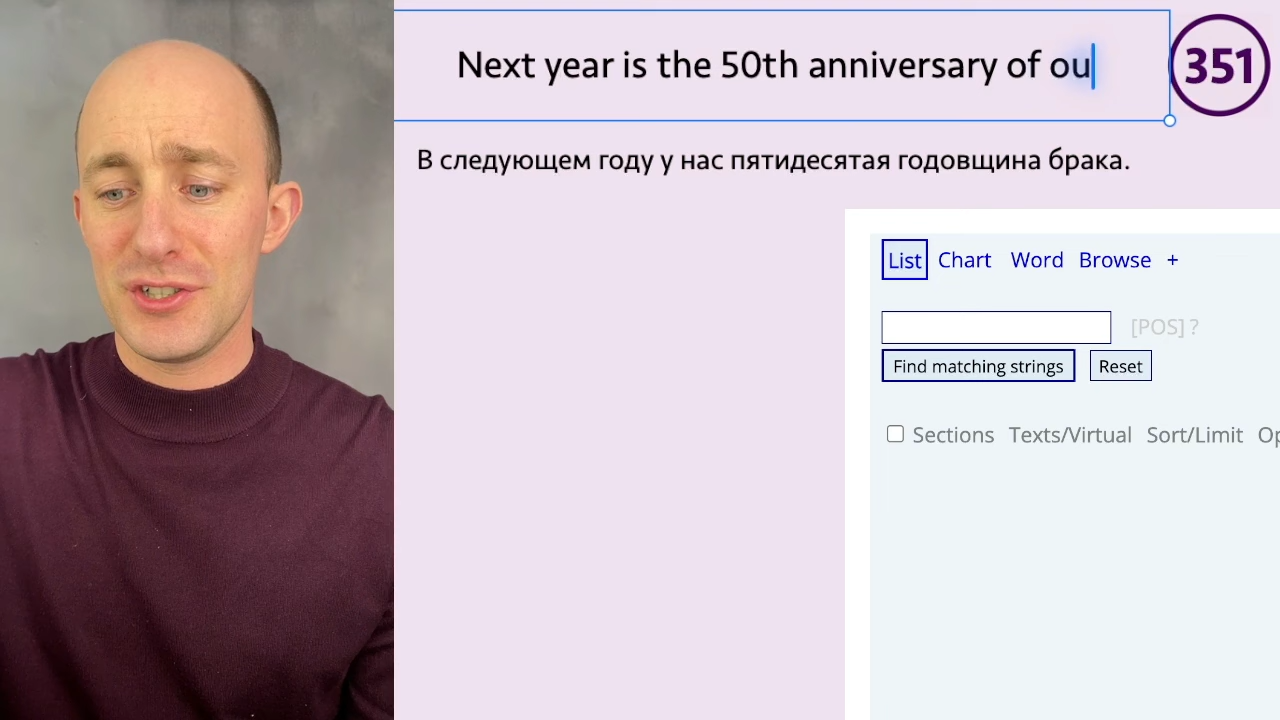 Next year is the 50th anniversary of ou
351
В следующем году у нас пятидесятая годовщина брака.
List Chart Word Browse +
[POS] ?
Find matching strings Reset
Sections Texts/Virtual Sort/Limit Op